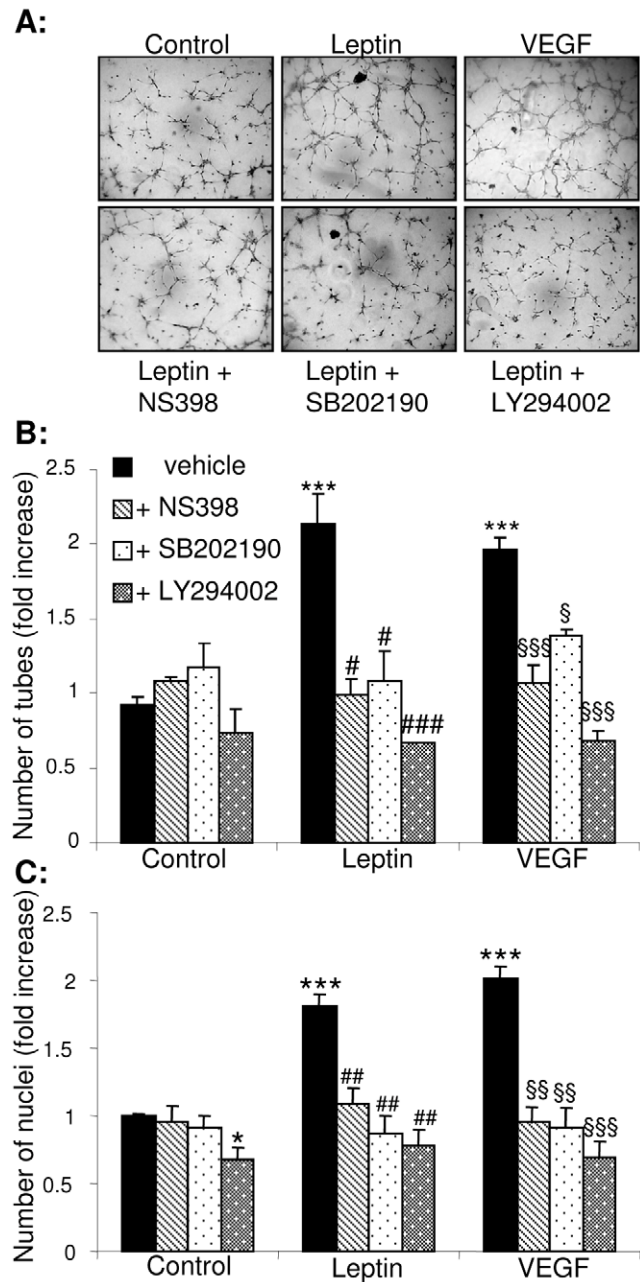 A:
Control Leptin VEGF
Leptin + Leptin + Leptin +
NS398 SB202190 LY294002
B:
Number of tubes (fold increase)
2.5
2
1.5
1
0.5
0
vehicle
+ NS398
+ SB202190
+ LY294002
***
#
#
###
***
§§§
§
§§§
Control Leptin VEGF
C:
Number of nuclei (fold increase)
2.5
2
1.5
1
0.5
0
*
***
##
##
##
***
§§
§§
§§§
Control Leptin VEGF